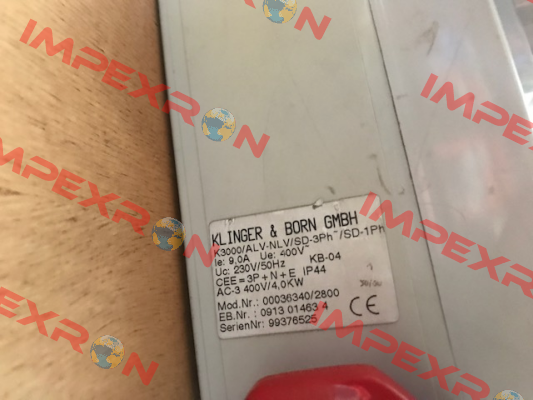 KLINGER & BORN GMBH
K3000/ALV-NLV/SD-3Ph~/SD-1Ph
Ie: 9,0A Ue: 400V~
Uc: 230V/50Hz KB-04
CEE=3P+N+E IP44
AC-3 400V/4,0KW
Mod.Nr.: 00036340/2800
EB.Nr.: 0913 01463 4
SerienNr: 99376525
CE
IMPEXRON
IMPEXRON
IMPEXRON
IMPEXRON
IMPEXRON
IMPEXRON